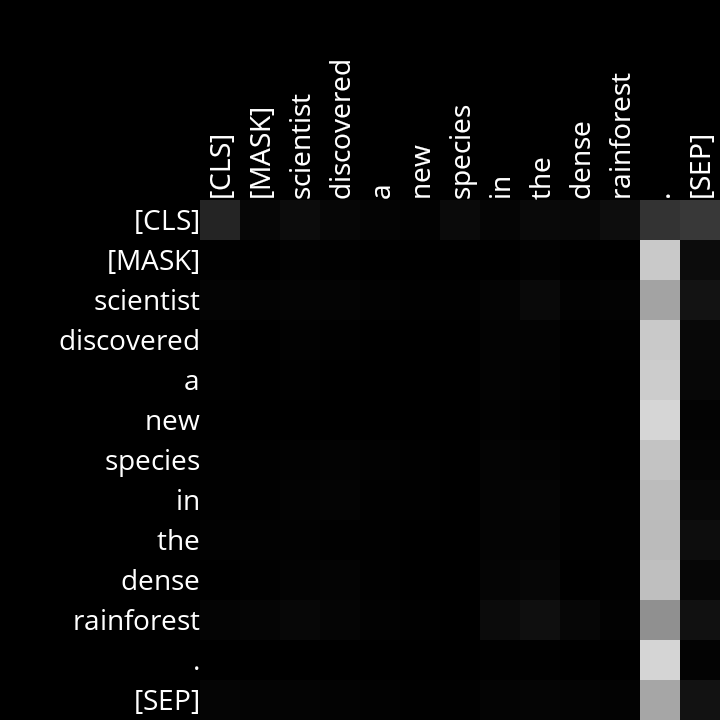 [CLS] [MASK] scientist discovered a new species in the dense rainforest . [SEP]
[CLS]
[MASK]
scientist
discovered
a
new
species
in
the
dense
rainforest
.
[SEP]